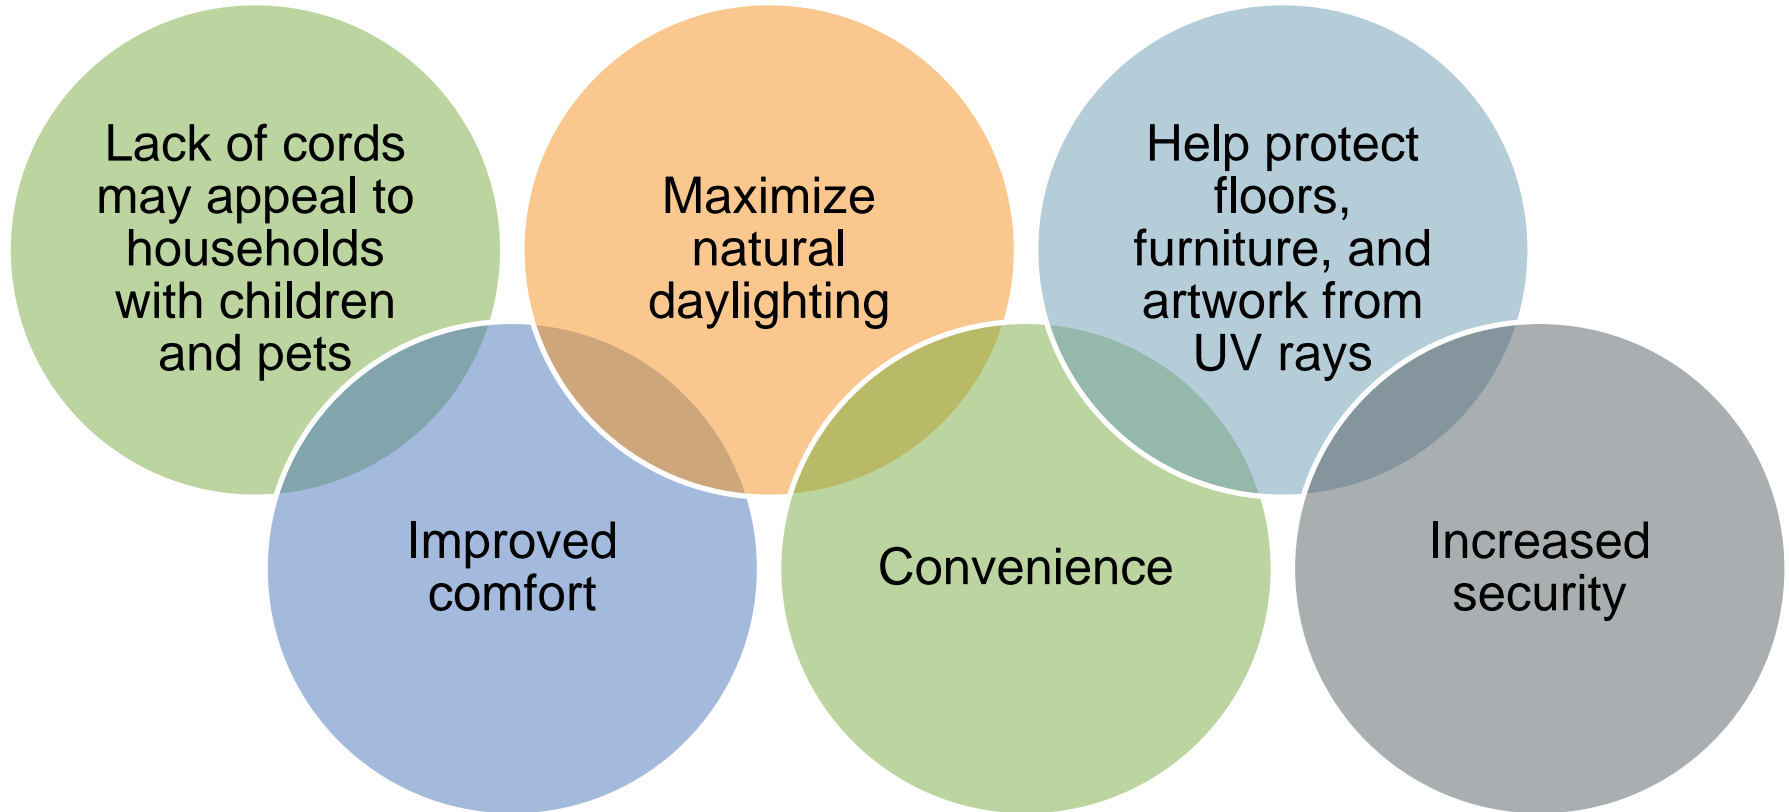 Lack of cords
may appeal to
households
with children
and pets
Improved
comfort
Maximize
natural
daylighting
Convenience
Help protect
floors,
furniture, and
artwork from
UV rays
Increased
security